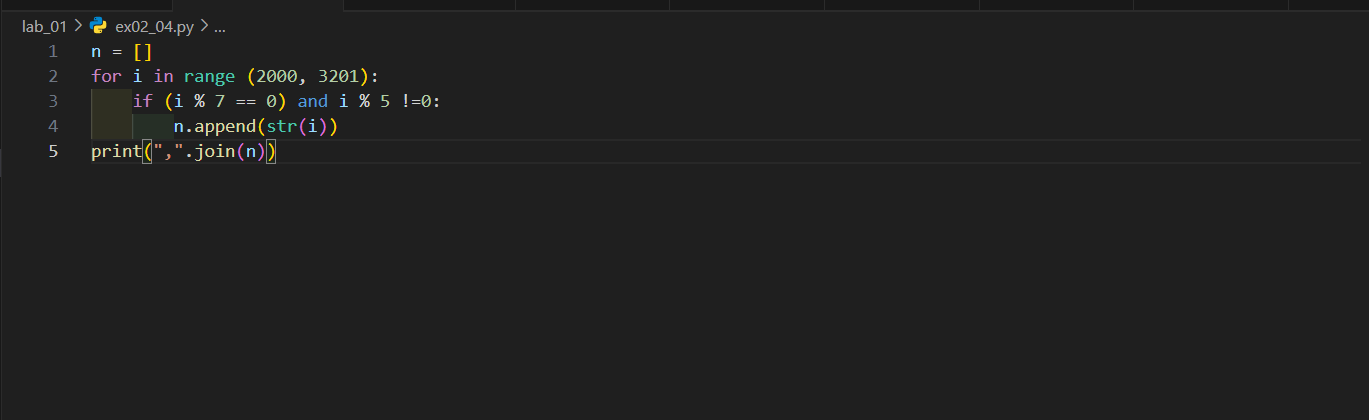 lab_01 > ex02_04.py > ...
1 n = []
2 for i in range (2000, 3201):
3     if (i % 7 == 0) and i % 5 !=0:
4         n.append(str(i))
5 print(",".join(n))